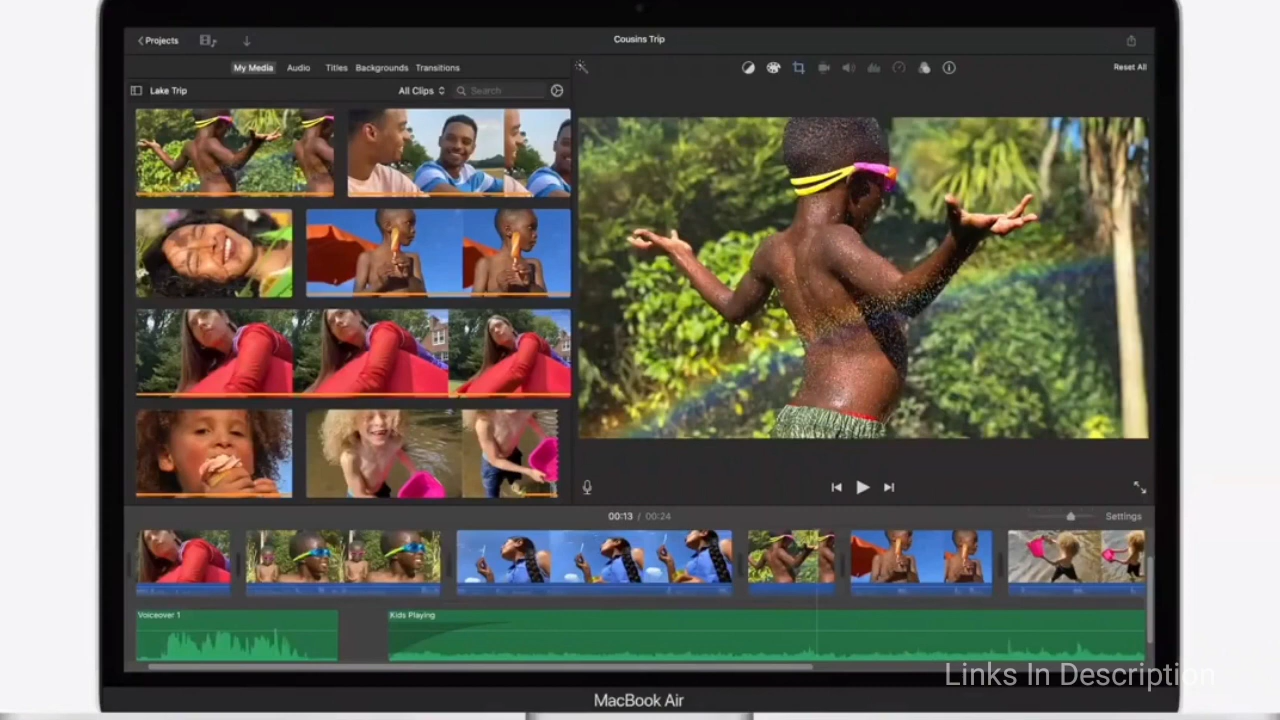 Projects
Cousins Trip
My Media Audio Titles Backgrounds Transitions
Reset All
Lake Trip
All Clips
Search
00:13 / 00:24
Settings
Voiceover 1
Kids Playing
Links In Description
MacBook Air